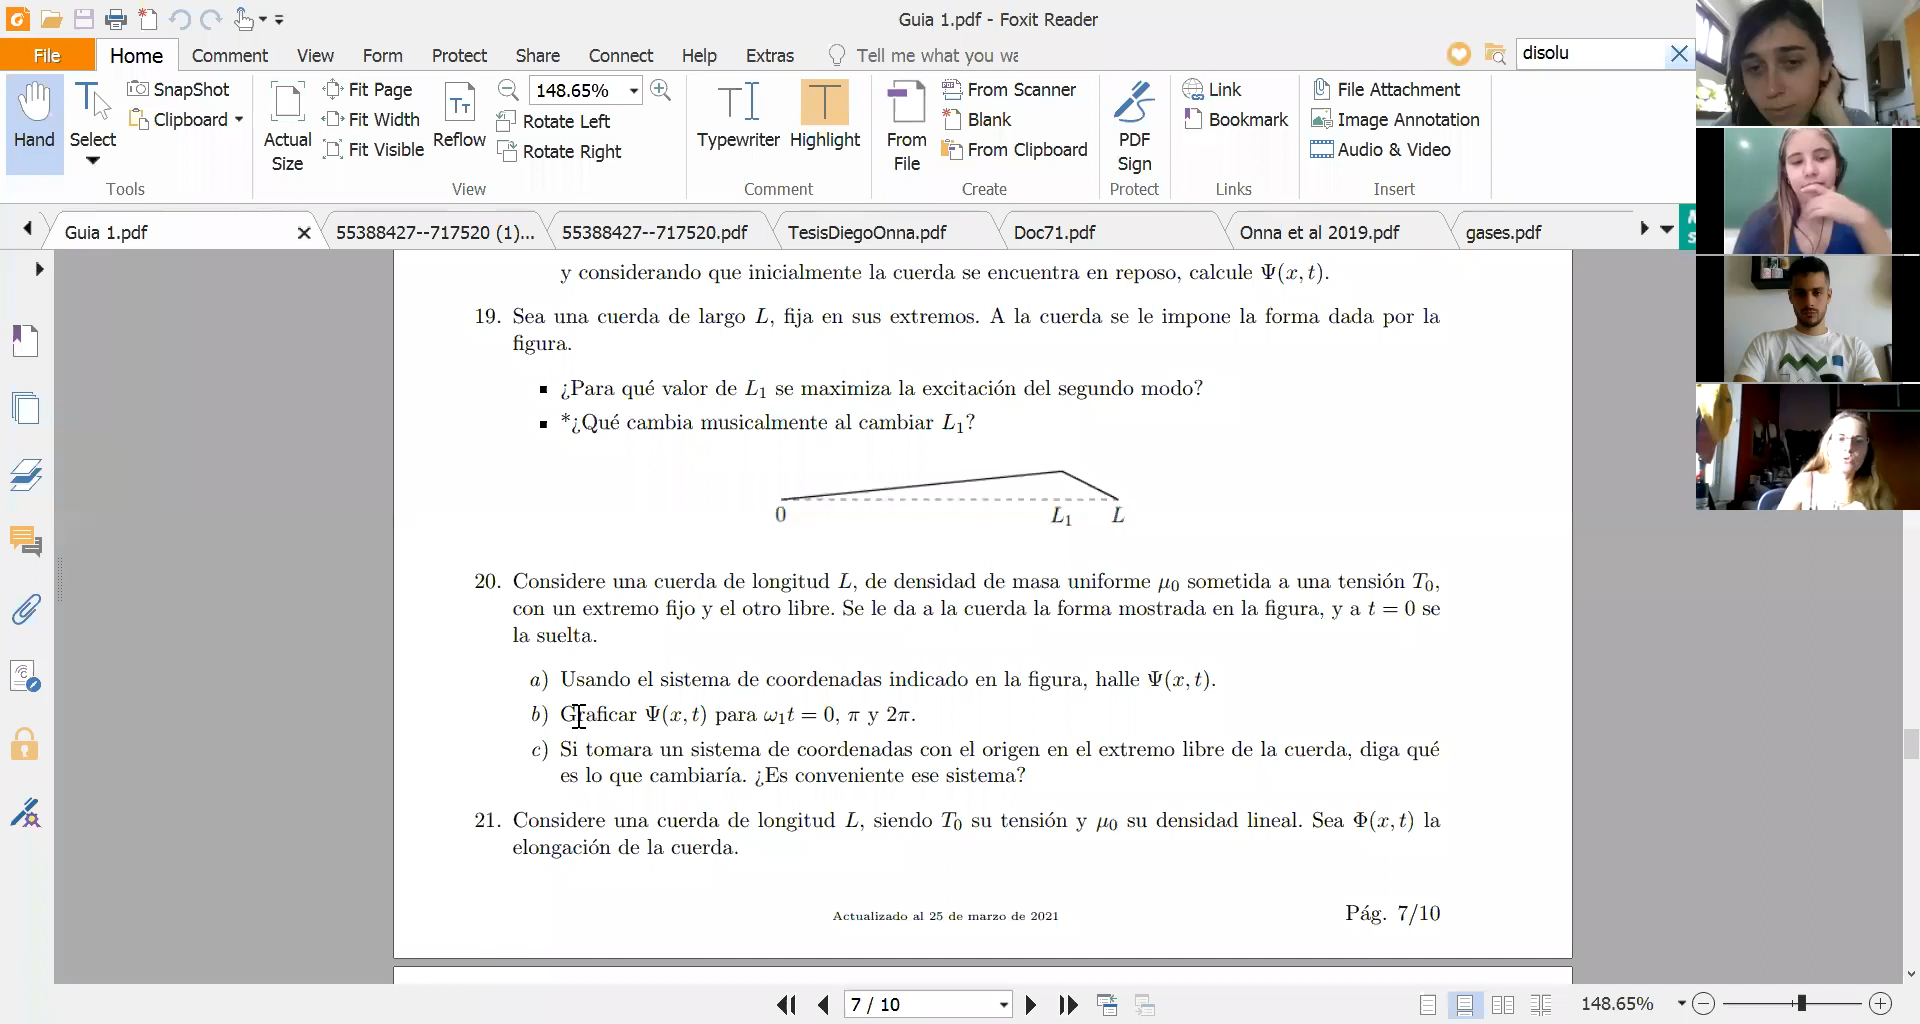 Guia 1.pdf - Foxit Reader
File
Home
Comment
View
Form
Protect
Share
Connect
Help
Extras
Tell me what you wa
disolu
Hand
Select
SnapShot
Clipboard
Tools
Actual Size
Fit Page
Fit Width
Fit Visible
Reflow
148.65%
Rotate Left
Rotate Right
View
Typewriter
Highlight
Comment
From File
From Scanner
Blank
From Clipboard
Create
PDF Sign
Protect
Link
Bookmark
Links
File Attachment
Image Annotation
Audio & Video
Insert
Guia 1.pdf
55388427--717520 (1)...
55388427--717520.pdf
TesisDiegoOnna.pdf
Doc71.pdf
Onna et al 2019.pdf
gases.pdf
y considerando que inicialmente la cuerda se encuentra en reposo, calcule Ψ(x, t).
19. Sea una cuerda de largo L, fija en sus extremos. A la cuerda se le impone la forma dada por la
figura.
▪ ¿Para qué valor de L₁ se maximiza la excitación del segundo modo?
▪ *¿Qué cambia musicalmente al cambiar L₁?
0 L₁ L
20. Considere una cuerda de longitud L, de densidad de masa uniforme μ₀ sometida a una tensión T₀,
con un extremo fijo y el otro libre. Se le da a la cuerda la forma mostrada en la figura, y a t = 0 se
la suelta.
a) Usando el sistema de coordenadas indicado en la figura, halle Ψ(x, t).
b) Graficar Ψ(x, t) para ω₁t = 0, π y 2π.
c) Si tomara un sistema de coordenadas con el origen en el extremo libre de la cuerda, diga qué
es lo que cambiaría. ¿Es conveniente ese sistema?
21. Considere una cuerda de longitud L, siendo T₀ su tensión y μ₀ su densidad lineal. Sea Φ(x, t) la
elongación de la cuerda.
Actualizado al 25 de marzo de 2021
Pág. 7/10
7 / 10
148.65%